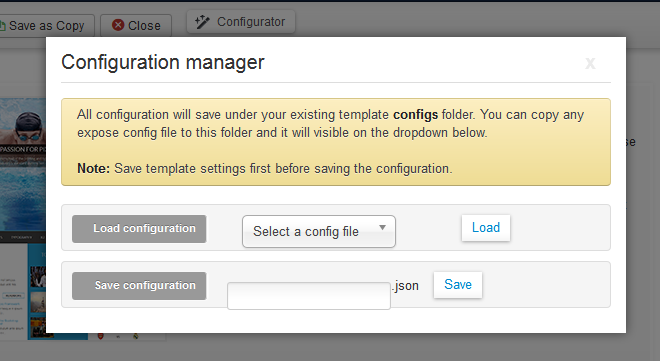 Save as Copy
Close
Configurator
Configuration manager
x
All configuration will save under your existing template configs folder. You can copy any
expose config file to this folder and it will visible on the dropdown below.
Note: Save template settings first before saving the configuration.
Load configuration
Select a config file
Load
Save configuration
.json
Save
PASSION FOR